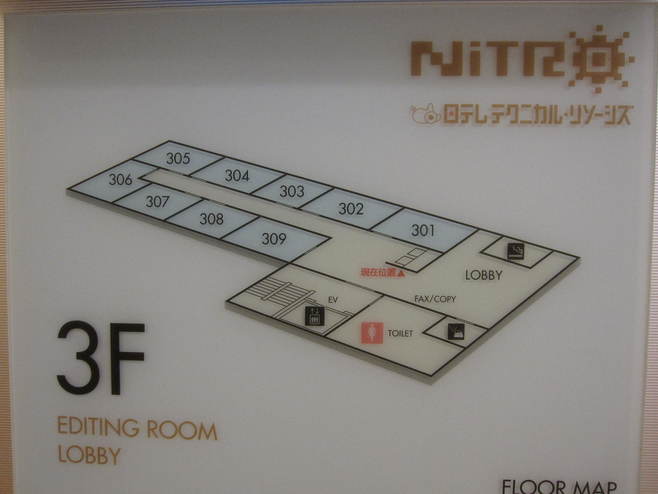 NiTRO
日テレ テクニカル・リソーシズ
305
304
306
303
307
302
308
301
309
LOBBY
現在位置▲
EV
FAX/COPY
TOILET
3F
EDITING ROOM
LOBBY
FLOOR MAP